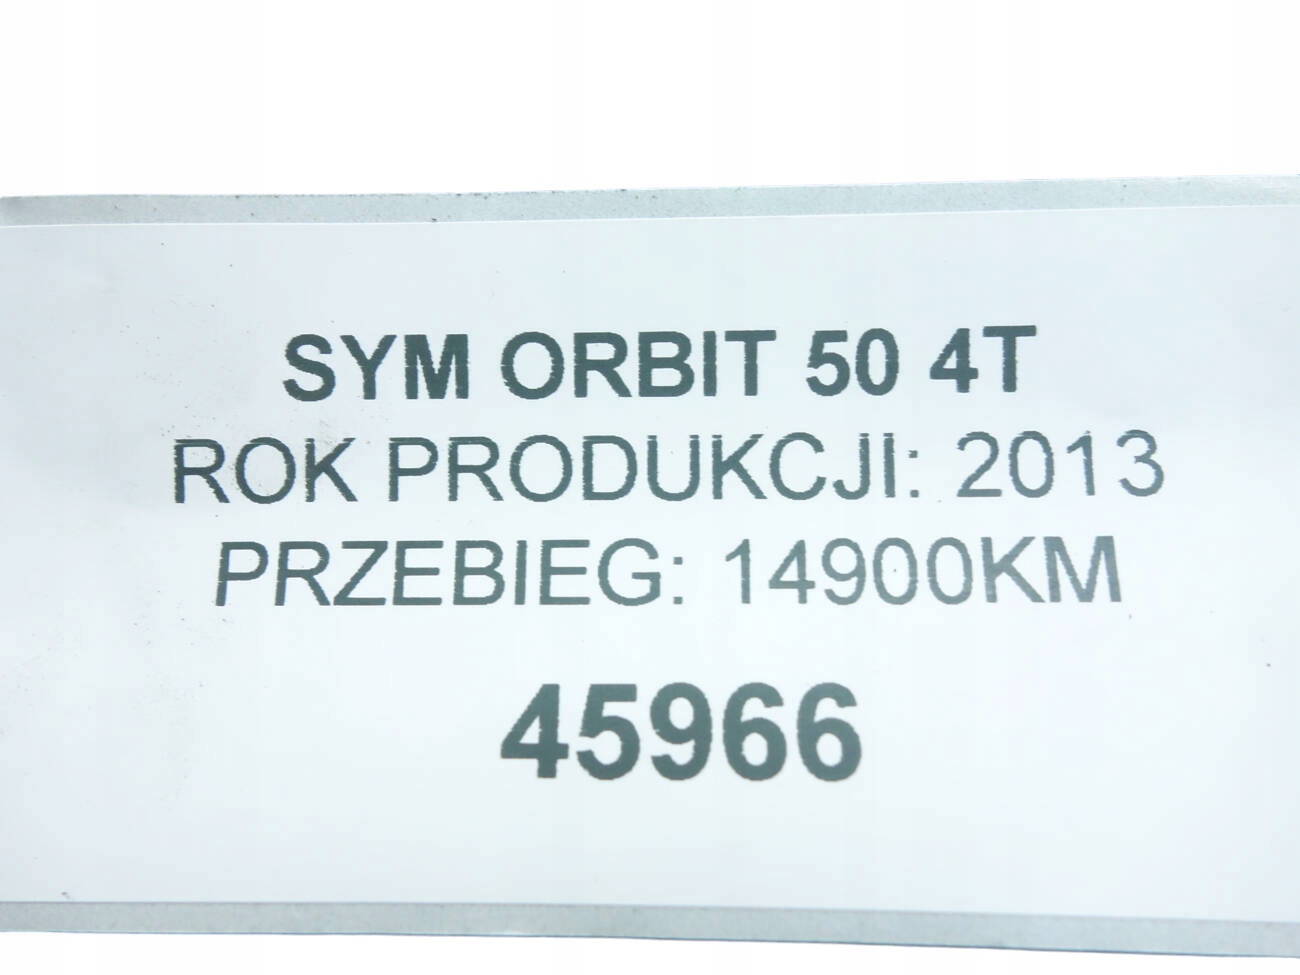 SYM ORBIT 50 4T
ROK PRODUKCJI: 2013
PRZEBIEG: 14900KM
45966